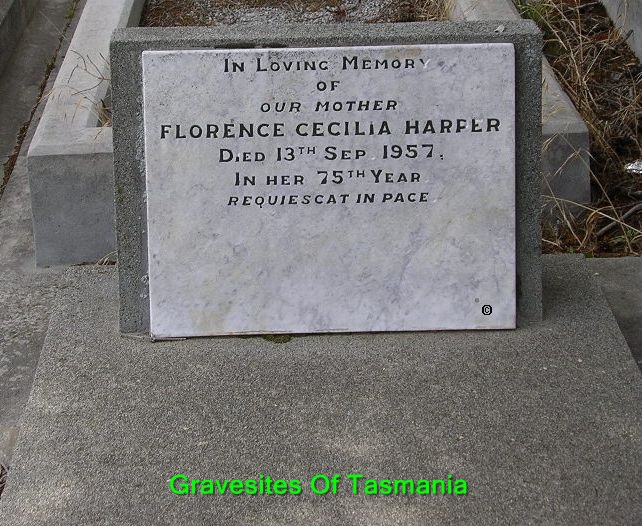 IN LOVING MEMORY
OF
OUR MOTHER
FLORENCE CECILIA HARPER
DIED 13TH SEP 1957,
IN HER 75TH YEAR
REQUIESCAT IN PACE
©
Gravesites Of Tasmania